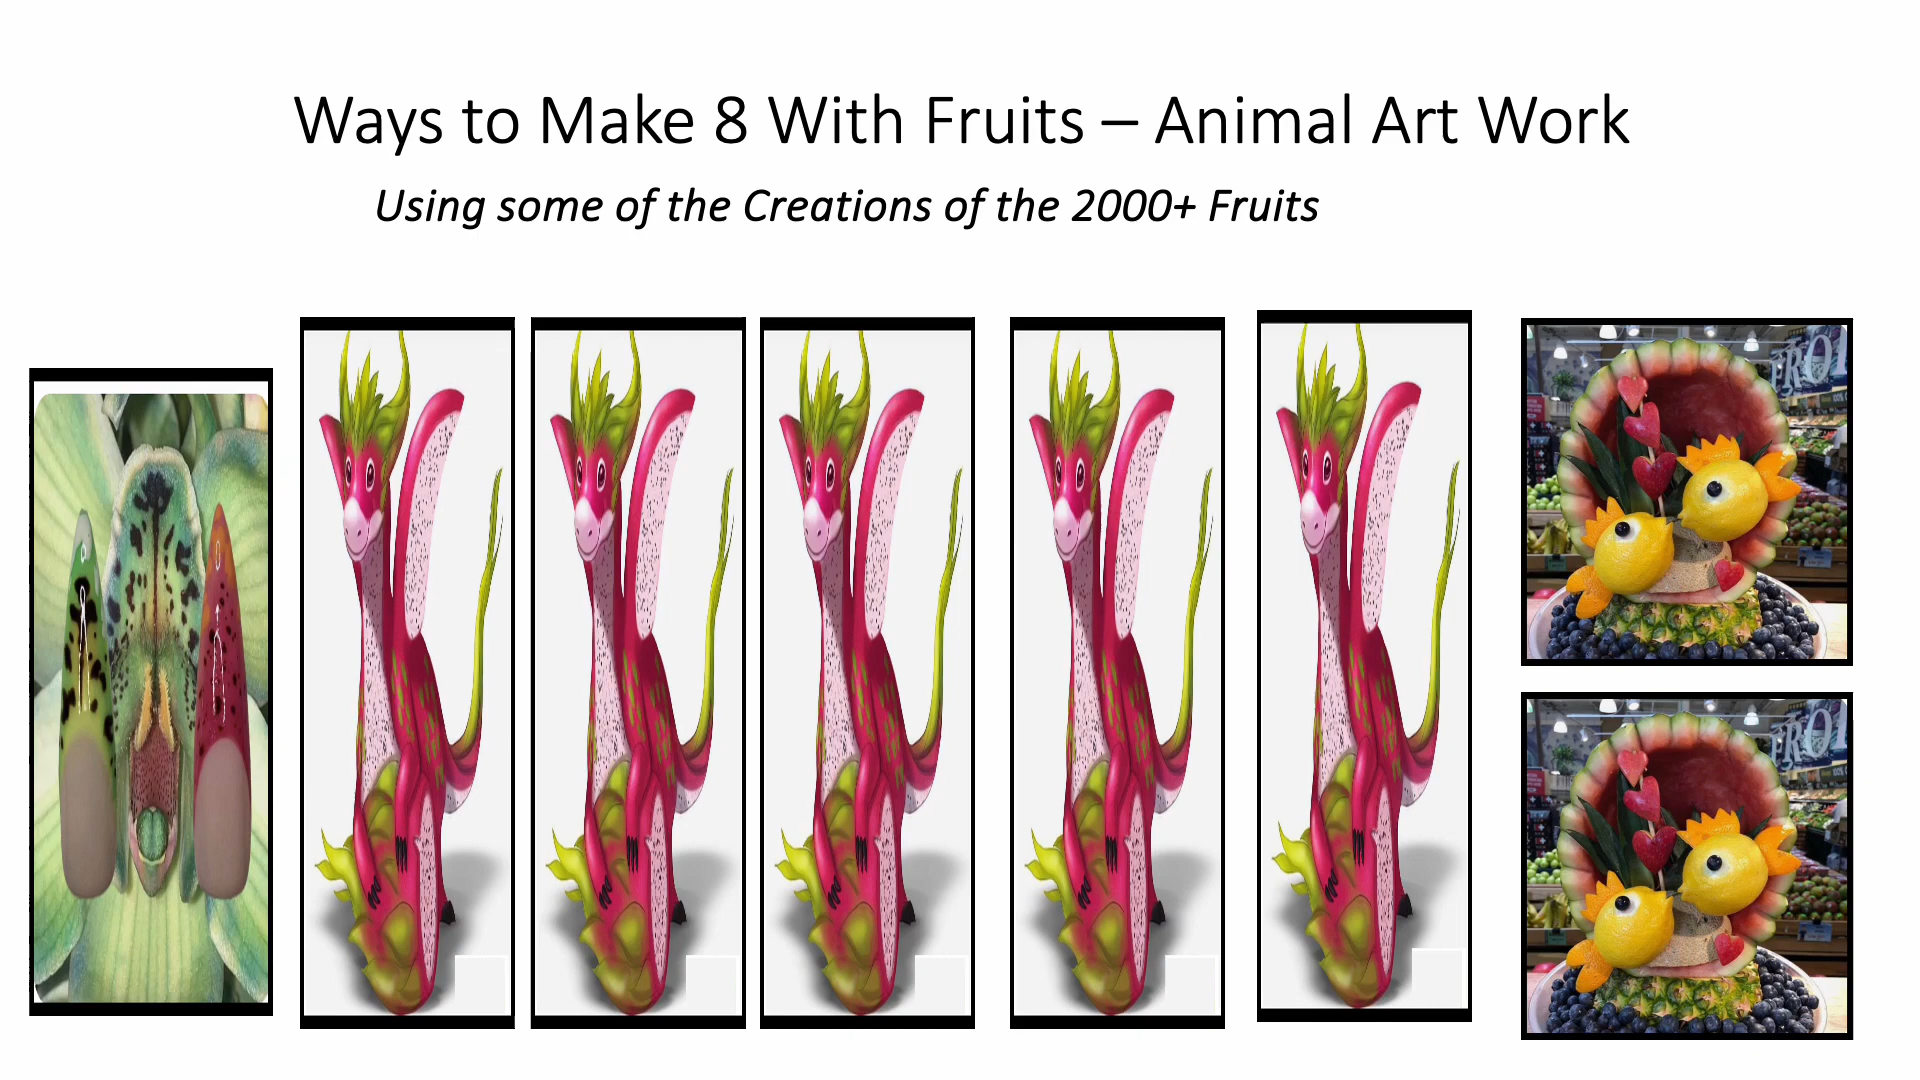 Ways to Make 8 With Fruits – Animal Art Work
Using some of the Creations of the 2000+ Fruits